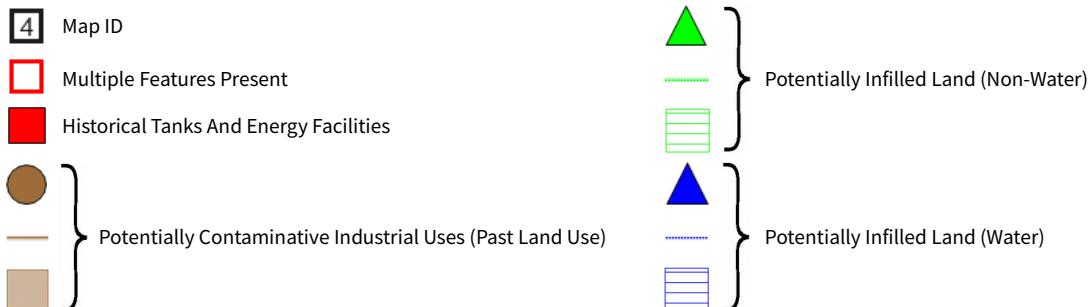 4 Map ID
Multiple Features Present
Historical Tanks And Energy Facilities
Potentially Contaminative Industrial Uses (Past Land Use)
Potentially Infilled Land (Non-Water)
Potentially Infilled Land (Water)